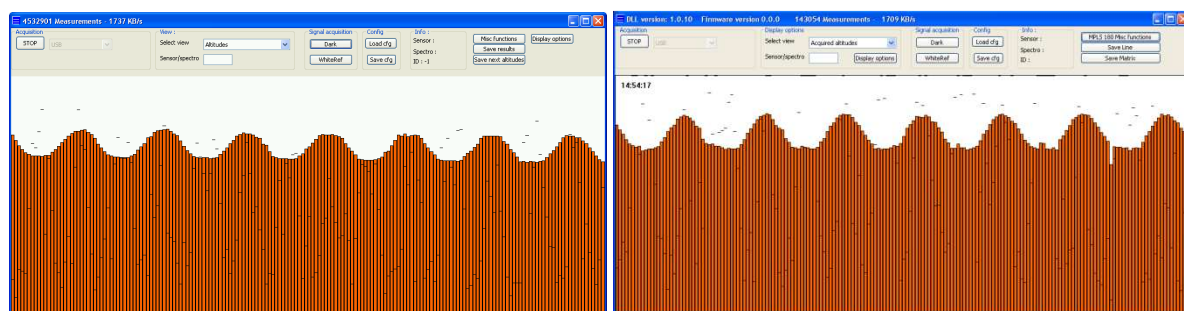 4532901 Measurements - 1737 KB/s
Acquisition
STOP
USB
View :
Select view
Altitudes
Sensor/spectro
Signal acquisition
Dark
WhiteRef
Config
Load cfg
Save cfg
Info :
Sensor :
Spectro :
ID : -1
Misc functions
Save results
Save next altitudes
Display options
DLL version: 1.0.10 Firmware version 0.0.0 143054 Measurements - 1709 KB/s
Acquisition
STOP
USB
Display options
Select view
Acquired altitudes
Sensor/spectro
Display options
Signal acquisition
Dark
WhiteRef
Config
Load cfg
Save cfg
Info :
Sensor :
Spectro :
ID :
MPLS 180 Misc functions
Save Line
Save Matrix
14:54:17